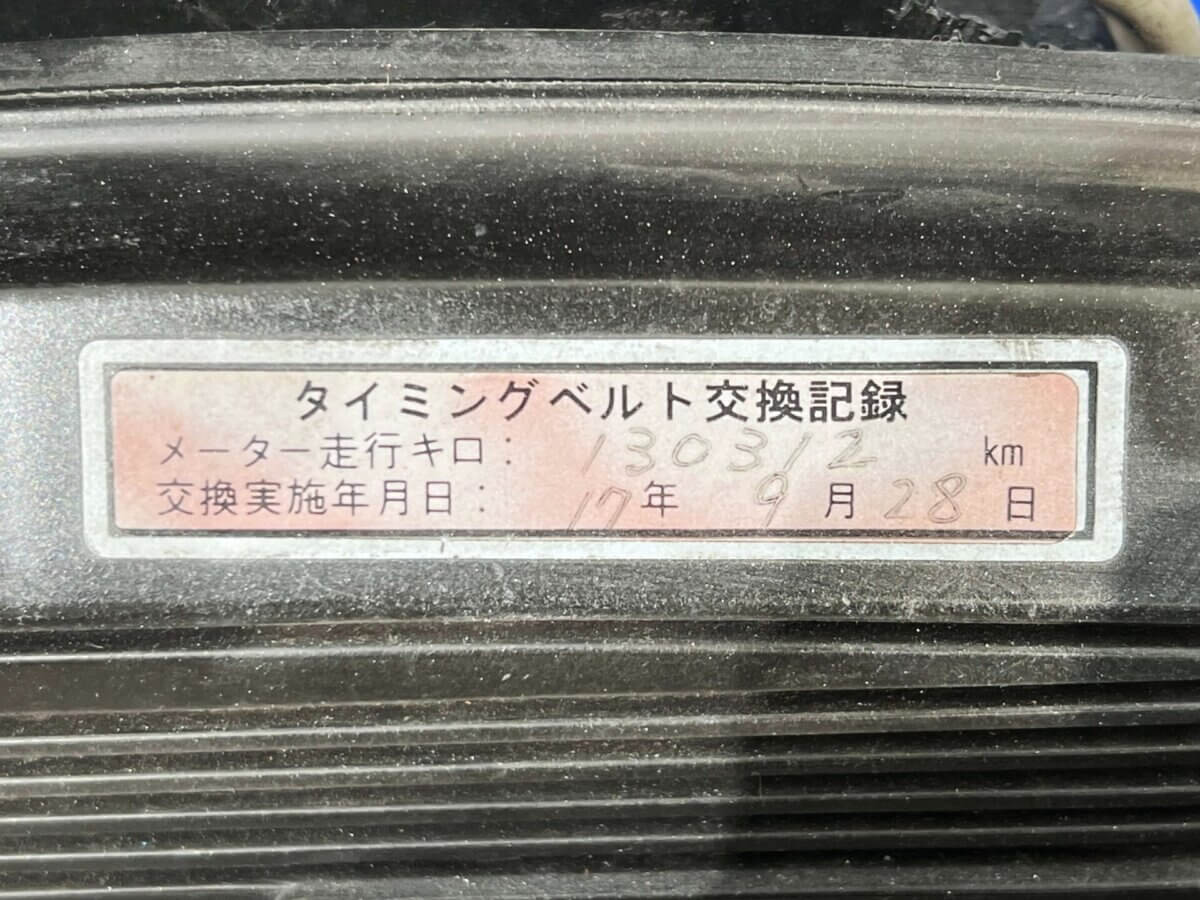 タイミングベルト交換記録
メーター走行キロ： 130312 km
交換実施年月日： 17年 9月28日